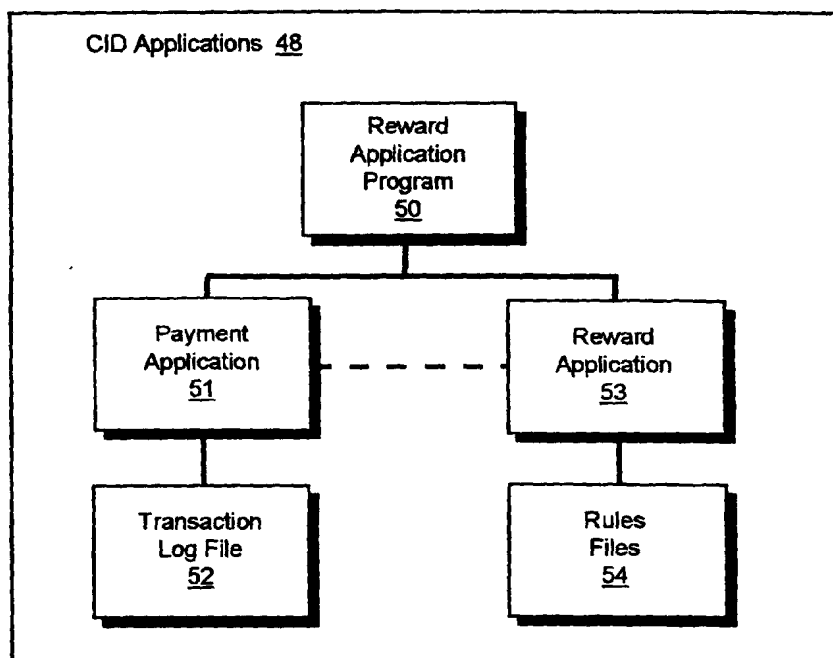 CID Applications 48
Reward
Application
Program
50
Payment
Application
51
Reward
Application
53
Transaction
Log File
52
Rules
Files
54